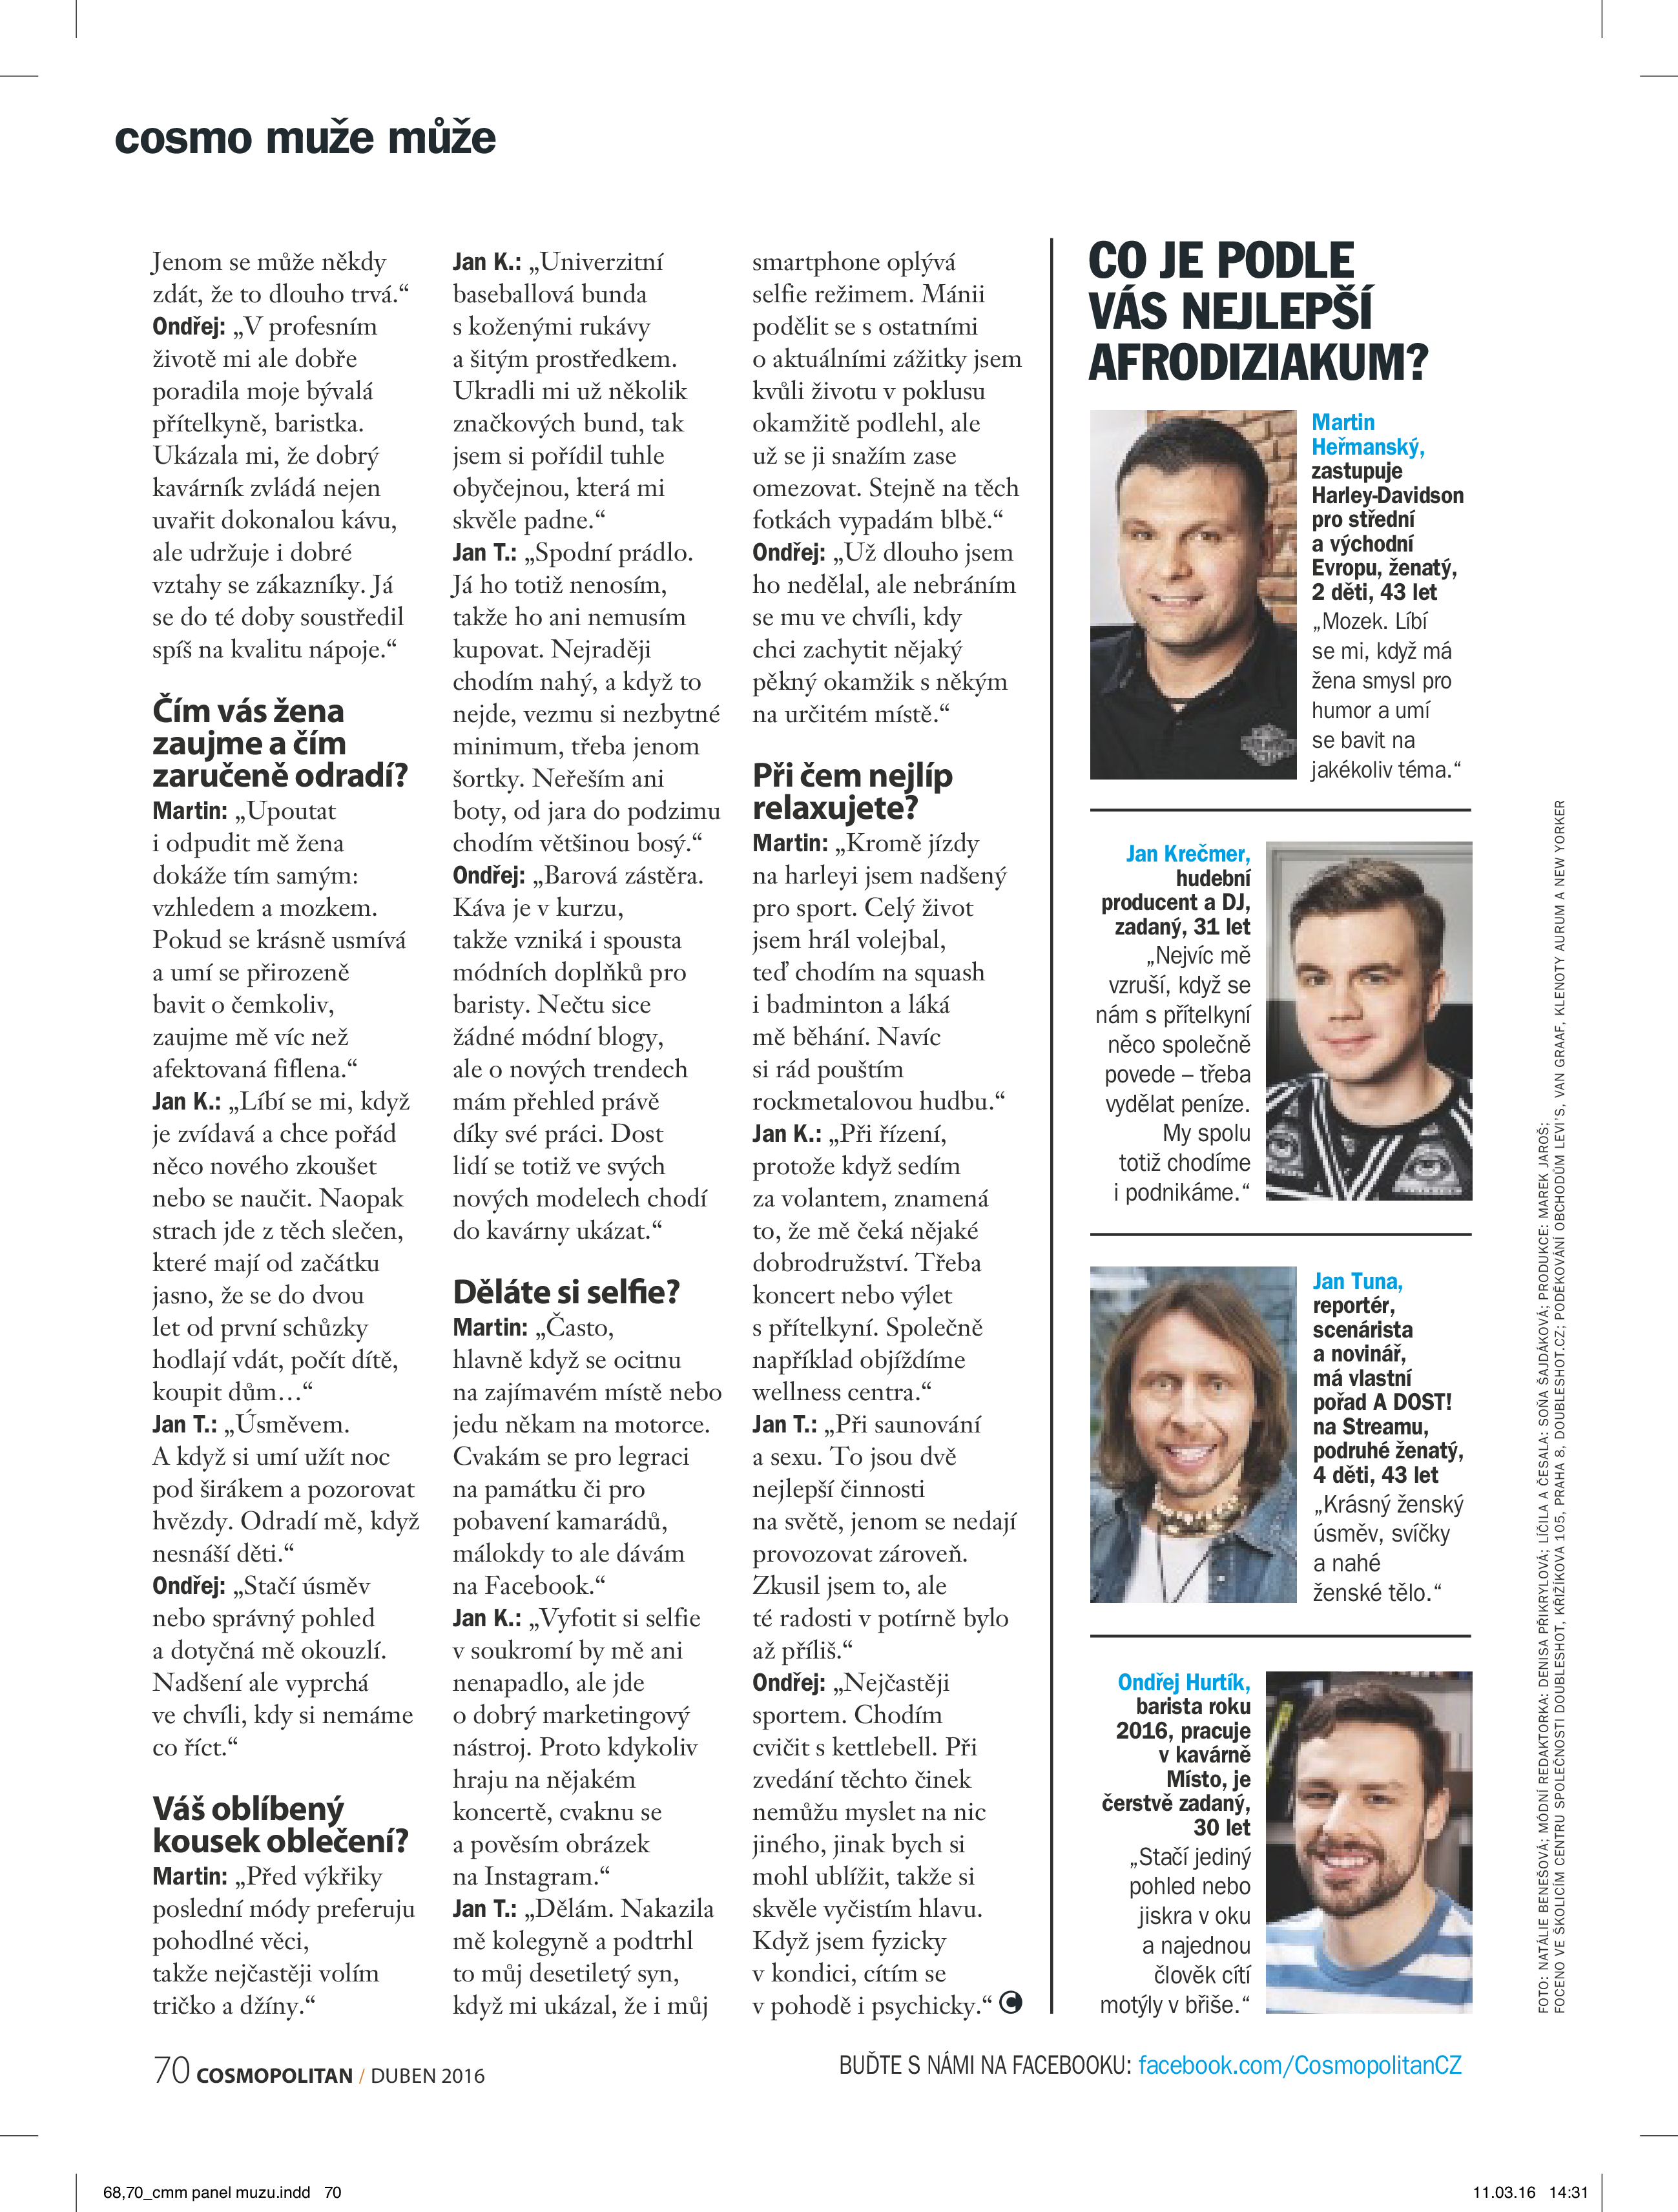 cosmo muže může
Jenom se může někdy
zdát, že to dlouho trvá.“
Ondřej: „V profesním
životě mi ale dobře
poradila moje bývalá
přítelkyně, baristka.
Ukázala mi, že dobrý
kavárník zvládá nejen
uvařit dokonalou kávu,
ale udržuje i dobré
vztahy se zákazníky. Já
se do té doby soustředil
spíš na kvalitu nápoje.“
Čím vás žena
zaujme a čím
zaručeně odradí?
Martin: „Upoutat
i odpudit mě žena
dokáže tím samým:
vzhledem a mozkem.
Pokud se krásně usmívá
a umí se přirozeně
bavit o čemkoliv,
zaujme mě víc než
afektovaná fiflena.“
Jan K.: „Líbí se mi, když
je zvídavá a chce pořád
něco nového zkoušet
nebo se naučit. Naopak
strach jde z těch slečen,
které mají od začátku
jasno, že se do dvou
let od první schůzky
hodlají vdát, počít dítě,
koupit dům…“
Jan T.: „Úsměvem.
A když si umí užít noc
pod širákem a pozorovat
hvězdy. Odradí mě, když
nesnáší děti.“
Ondřej: „Stačí úsměv
nebo správný pohled
a dotyčná mě okouzlí.
Nadšení ale vyprchá
ve chvíli, kdy si nemáme
co říct.“
Váš oblíbený
kousek oblečení?
Martin: „Před výkřiky
poslední módy preferuju
pohodlné věci,
takže nejčastěji volím
tričko a džíny.“
Jan K.: „Univerzitní
baseballová bunda
s koženými rukávy
a šitým prostředkem.
Ukradli mi už několik
značkových bund, tak
jsem si pořídil tuhle
obyčejnou, která mi
skvěle padne.“
Jan T.: „Spodní prádlo.
Já ho totiž nenosím,
takže ho ani nemusím
kupovat. Nejraději
chodím nahý, a když to
nejde, vezmu si nezbytné
minimum, třeba jenom
šortky. Neřeším ani
boty, od jara do podzimu
chodím většinou bosý.“
Ondřej: „Barová zástěra.
Káva je v kurzu,
takže vzniká i spousta
módních doplňků pro
baristy. Nečtu sice
žádné módní blogy,
ale o nových trendech
mám přehled právě
díky své práci. Dost
lidí se totiž ve svých
nových modelech chodí
do kavárny ukázat.“
Děláte si selfie?
Martin: „Často,
hlavně když se ocitnu
na zajímavém místě nebo
jedu někam na motorce.
Cvakám se pro legraci
na památku či pro
pobavení kamarádů,
málokdy to ale dávám
na Facebook.“
Jan K.: „Vyfotit si selfie
v soukromí by mě ani
nenapadlo, ale jde
o dobrý marketingový
nástroj. Proto kdykoliv
hraju na nějakém
koncertě, cvaknu se
a pověsím obrázek
na Instagram.“
Jan T.: „Dělám. Nakazila
mě kolegyně a podtrhl
to můj desetiletý syn,
když mi ukázal, že i můj
smartphone oplývá
selfie režimem. Mánii
podělit se s ostatními
o aktuálními zážitky jsem
kvůli životu v poklusu
okamžitě podlehl, ale
už se ji snažím zase
omezovat. Stejně na těch
fotkách vypadám blbě.“
Ondřej: „Už dlouho jsem
ho nedělal, ale nebráním
se mu ve chvíli, kdy
chci zachytit nějaký
pěkný okamžik s někým
na určitém místě.“
Při čem nejlíp
relaxujete?
Martin: „Kromě jízdy
na harleyi jsem nadšený
pro sport. Celý život
jsem hrál volejbal,
teď chodím na squash
i badminton a láká
mě běhání. Navíc
si rád pouštím
rockmetalovou hudbu.“
Jan K.: „Při řízení,
protože když sedím
za volantem, znamená
to, že mě čeká nějaké
dobrodružství. Třeba
koncert nebo výlet
s přítelkyní. Společně
například objíždíme
wellness centra.“
Jan T.: „Při saunování
a sexu. To jsou dvě
nejlepší činnosti
na světě, jenom se nedají
provozovat zároveň.
Zkusil jsem to, ale
té radosti v potírně bylo
až příliš.“
Ondřej: „Nejčastěji
sportem. Chodím
cvičit s kettlebell. Při
zvedání těchto činek
nemůžu myslet na nic
jiného, jinak bych si
mohl ublížit, takže si
skvěle vyčistím hlavu.
Když jsem fyzicky
v kondici, cítím se
v pohodě i psychicky.“ C
CO JE PODLE
VÁS NEJLEPŠÍ
AFRODIZIAKUM?
Martin
Heřmanský,
zastupuje
Harley-Davidson
pro střední
a východní
Evropu, ženatý,
2 děti, 43 let
„Mozek. Líbí
se mi, když má
žena smysl pro
humor a umí
se bavit na
jakékoliv téma.“
Jan Krečmer,
hudební
producent a DJ,
zadaný, 31 let
„Nejvíc mě
vzruší, když se
nám s přítelkyní
něco společně
povede – třeba
vydělat peníze.
My spolu
totiž chodíme
i podnikáme.“
Jan Tuna,
reportér,
scenárista
a novinář,
má vlastní
pořad A DOST!
na Streamu,
podruhé ženatý,
4 děti, 43 let
„Krásný ženský
úsměv, svíčky
a nahé
ženské tělo.“
Ondřej Hurtík,
barista roku
2016, pracuje
v kavárně
Místo, je
čerstvě zadaný,
30 let
„Stačí jediný
pohled nebo
jiskra v oku
a najednou
člověk cítí
motýly v břiše.“
FOTO: NATÁLIE BENEŠOVÁ; MÓDNÍ REDAKTORKA: DENISA PŘIKRYLOVÁ; LÍČILA A ČESALA: SOŇA ŠAJDÁKOVÁ; PRODUKCE: MAREK JAROŠ;
FOCENO VE ŠKOLICÍM CENTRU SPOLEČNOSTI DOUBLESHOT, KŘIŽÍKOVA 105, PRAHA 8, DOUBLESHOT.CZ; PODĚKOVÁNÍ OBCHODŮM LEVI'S, VAN GRAAF, KLENOTY AURUM A NEW YORKER
70 COSMOPOLITAN / DUBEN 2016
BUĎTE S NÁMI NA FACEBOOKU: facebook.com/CosmopolitanCZ
68,70_cmm panel muzu.indd 70
11.03.16 14:31